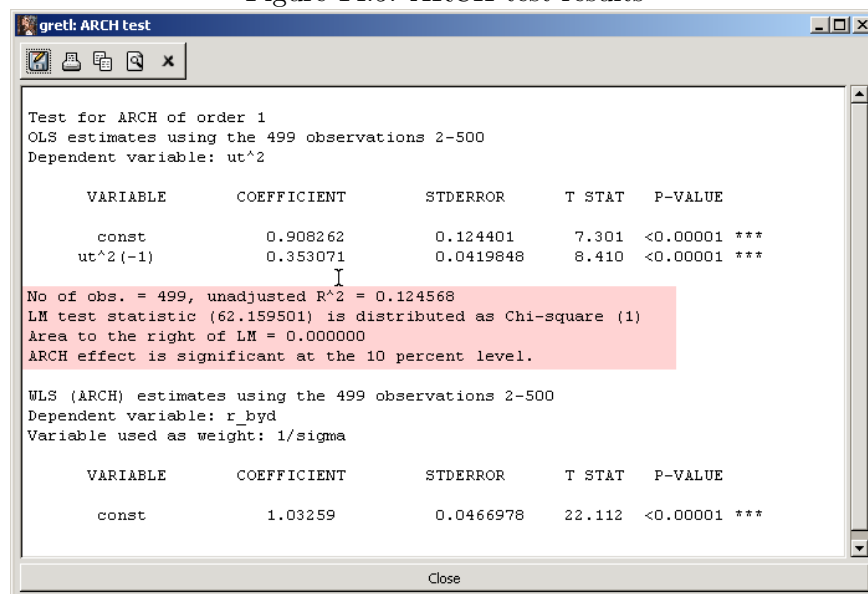 gretl: ARCH test
Test for ARCH of order 1
OLS estimates using the 499 observations 2-500
Dependent variable: ut^2
VARIABLE COEFFICIENT STDERROR T STAT P-VALUE
const 0.908262 0.124401 7.301 <0.00001 ***
ut^2(-1) 0.353071 0.0419848 8.410 <0.00001 ***
No of obs. = 499, unadjusted R^2 = 0.124568
LM test statistic (62.159501) is distributed as Chi-square (1)
Area to the right of LM = 0.000000
ARCH effect is significant at the 10 percent level.
WLS (ARCH) estimates using the 499 observations 2-500
Dependent variable: r_byd
Variable used as weight: 1/sigma
VARIABLE COEFFICIENT STDERROR T STAT P-VALUE
const 1.03259 0.0466978 22.112 <0.00001 ***
Close